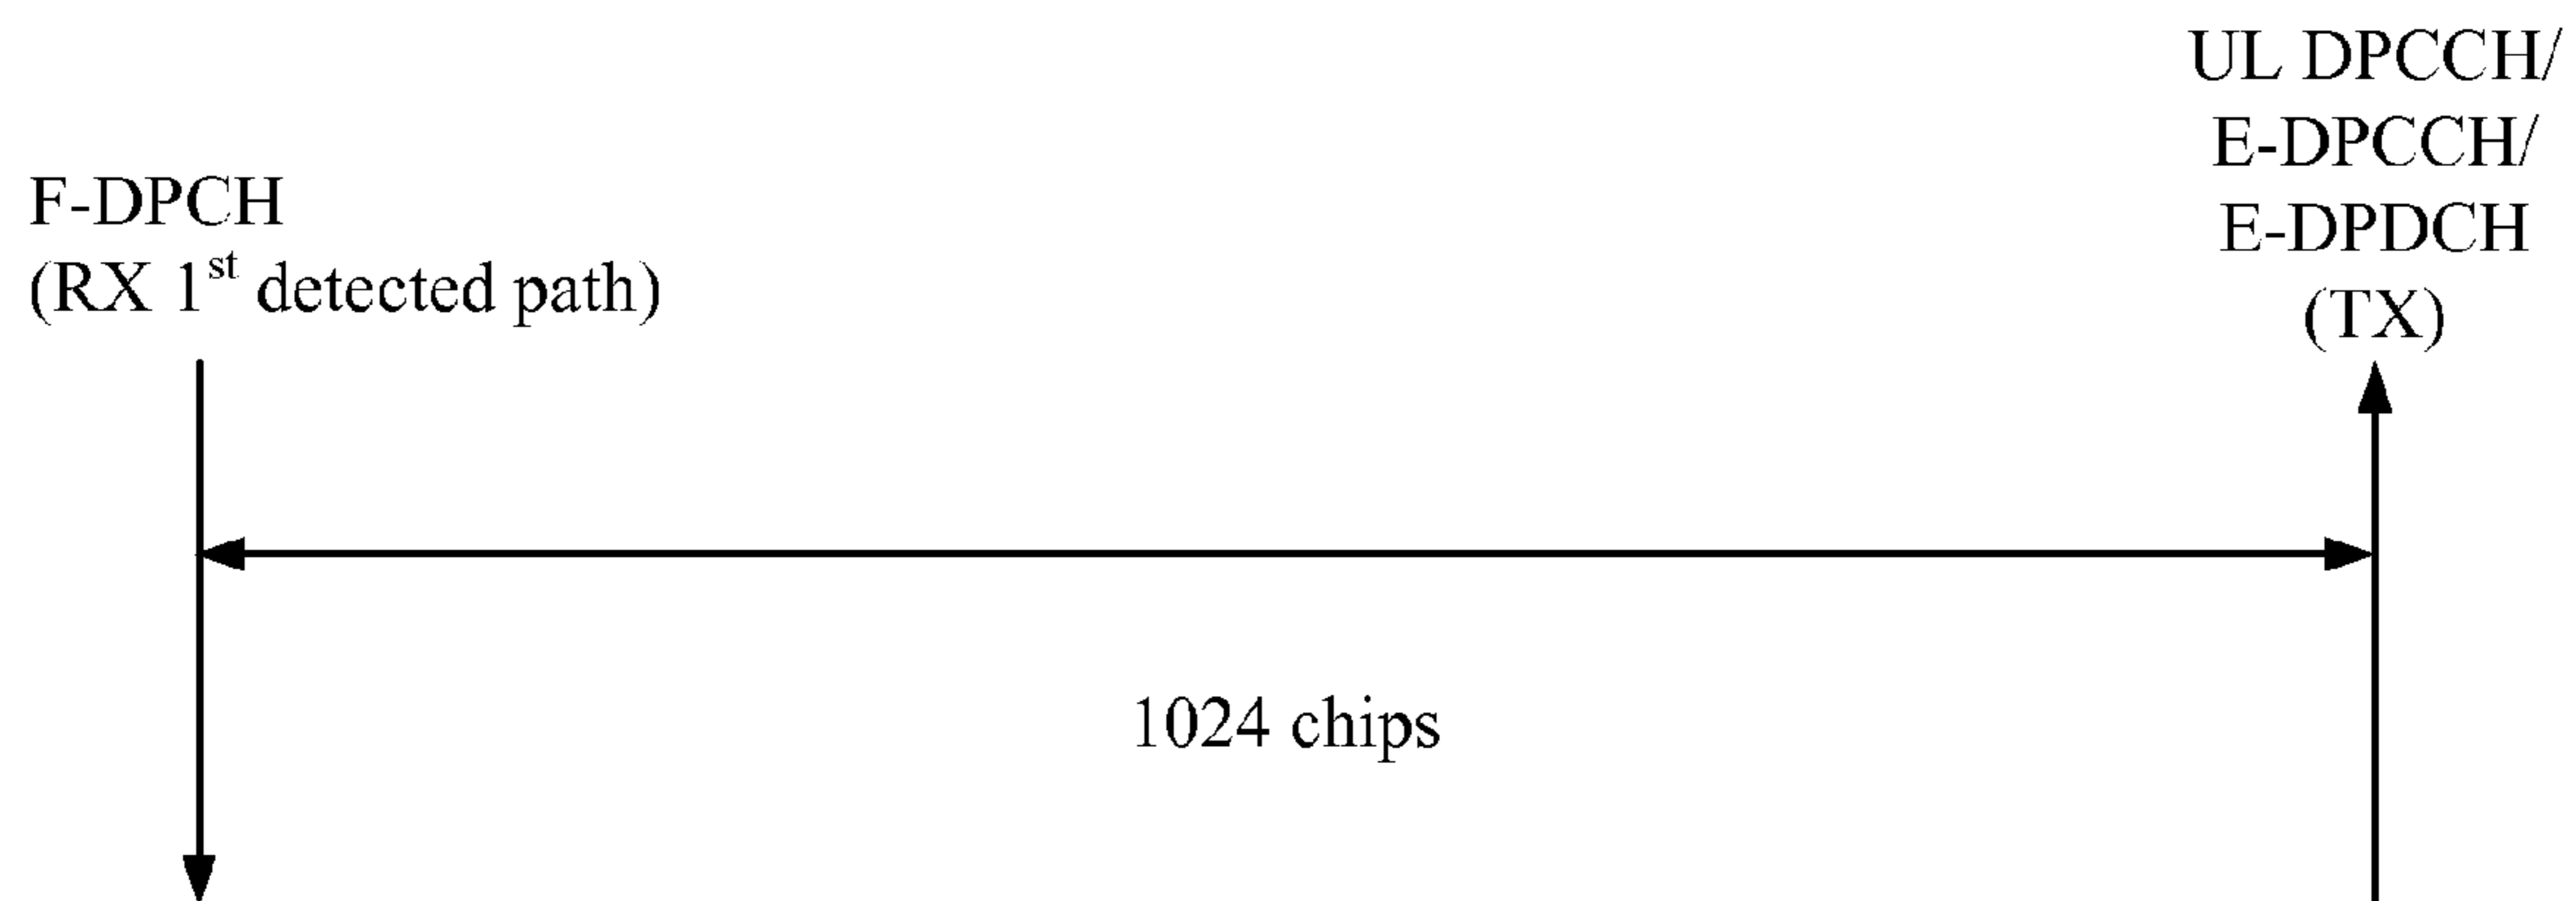 F-DPCH
(RX 1st detected path)
UL DPCCH/
E-DPCCH/
E-DPDCH
(TX)
1024 chips